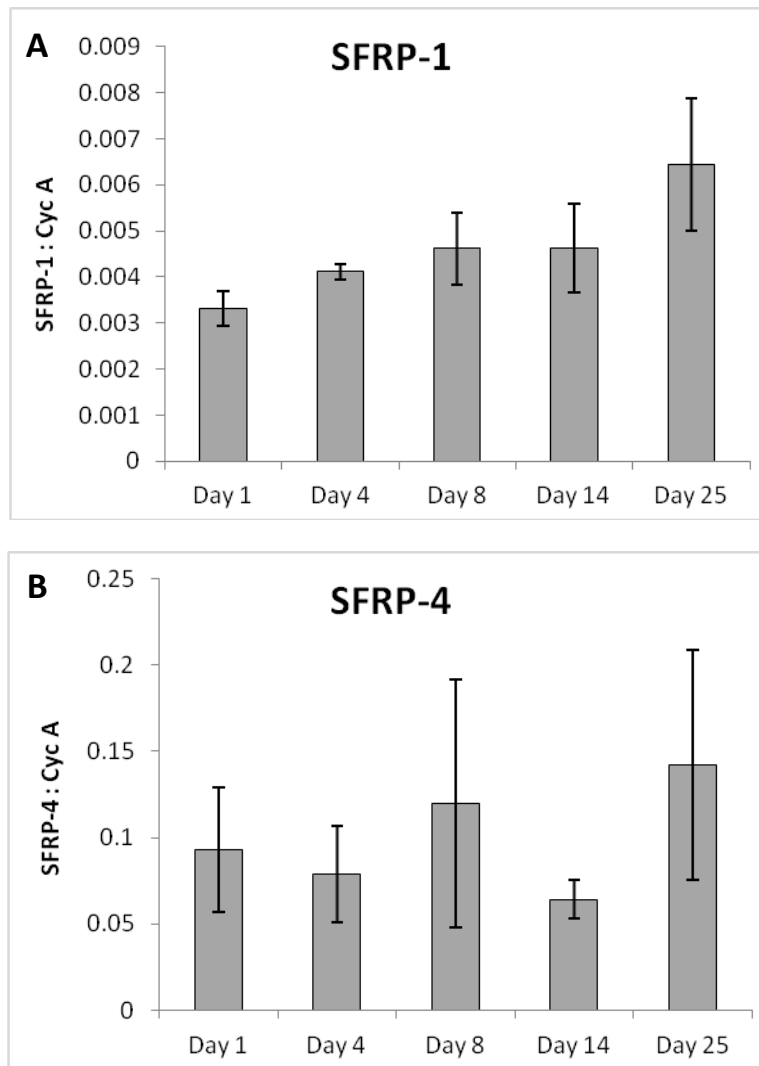 A
SFRP-1
0.009
0.008
0.007
0.006
0.005
0.004
0.003
0.002
0.001
0
SFRP-1 : Cyc A
Day 1 Day 4 Day 8 Day 14 Day 25
B
SFRP-4
0.25
0.2
0.15
0.1
0.05
0
SFRP-4 : Cyc A
Day 1 Day 4 Day 8 Day 14 Day 25